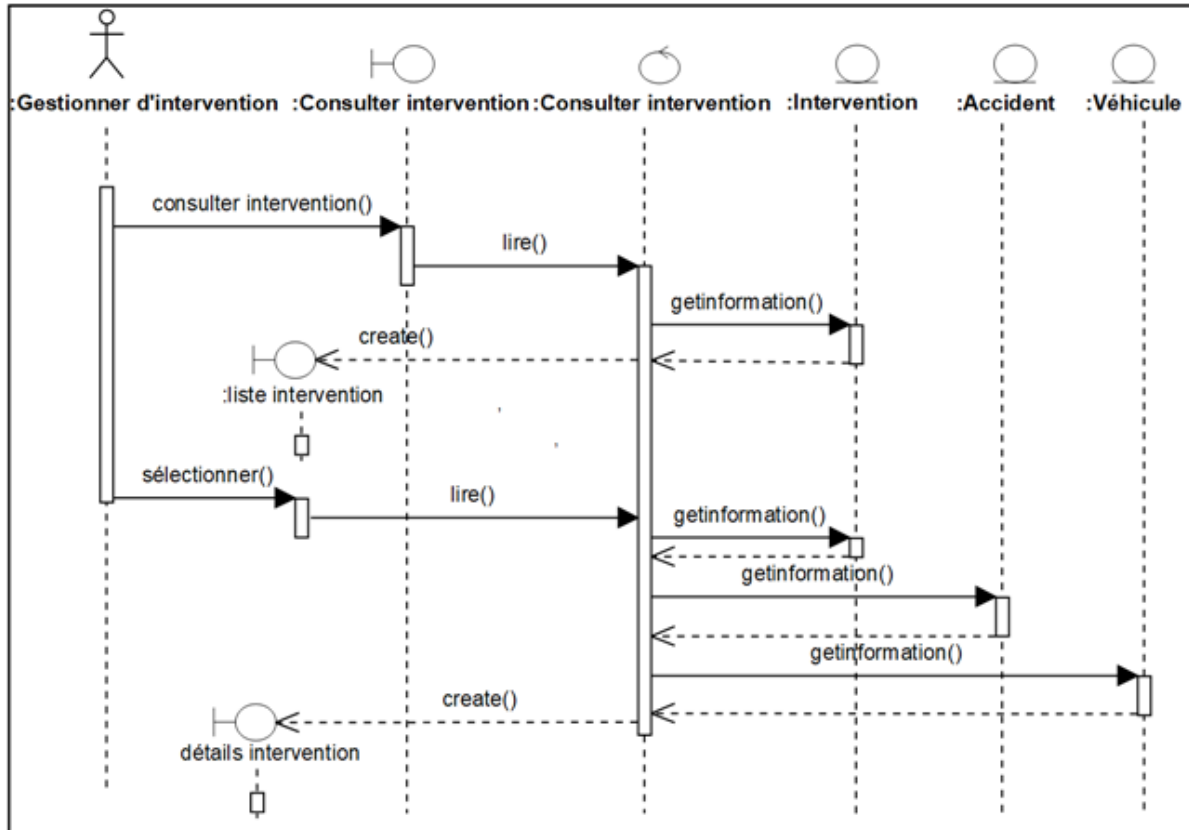 :Gestionner d'intervention :Consulter intervention :Consulter intervention :Intervention :Accident :Véhicule
consulter intervention()
lire()
getinformation()
create()
:liste intervention
sélectionner()
lire()
getinformation()
getinformation()
getinformation()
create()
détails intervention